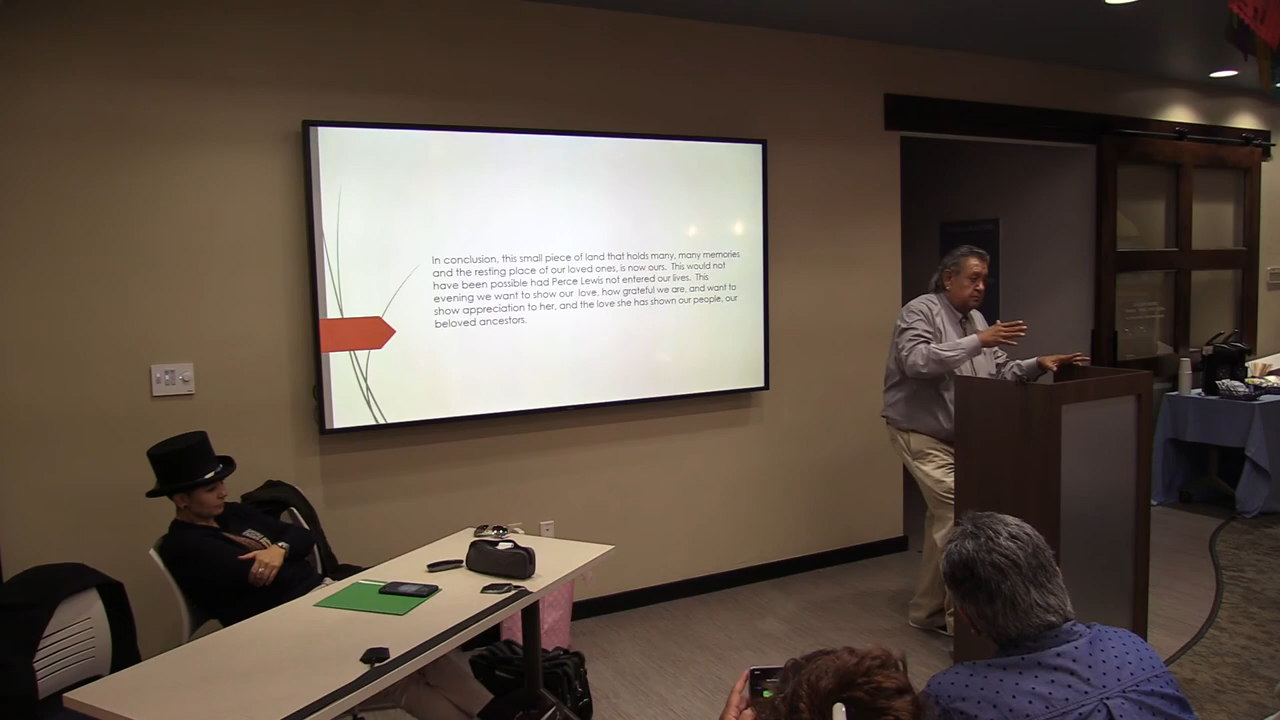 In conclusion, this small piece of land that holds many, many memories
and the resting place of our loved ones, is now ours. This would not
have been possible had Perce Lewis not entered our lives. This
evening we want to show our love, how grateful we are, and want to
show appreciation to her, and the love she has shown our people, our
beloved ancestors.